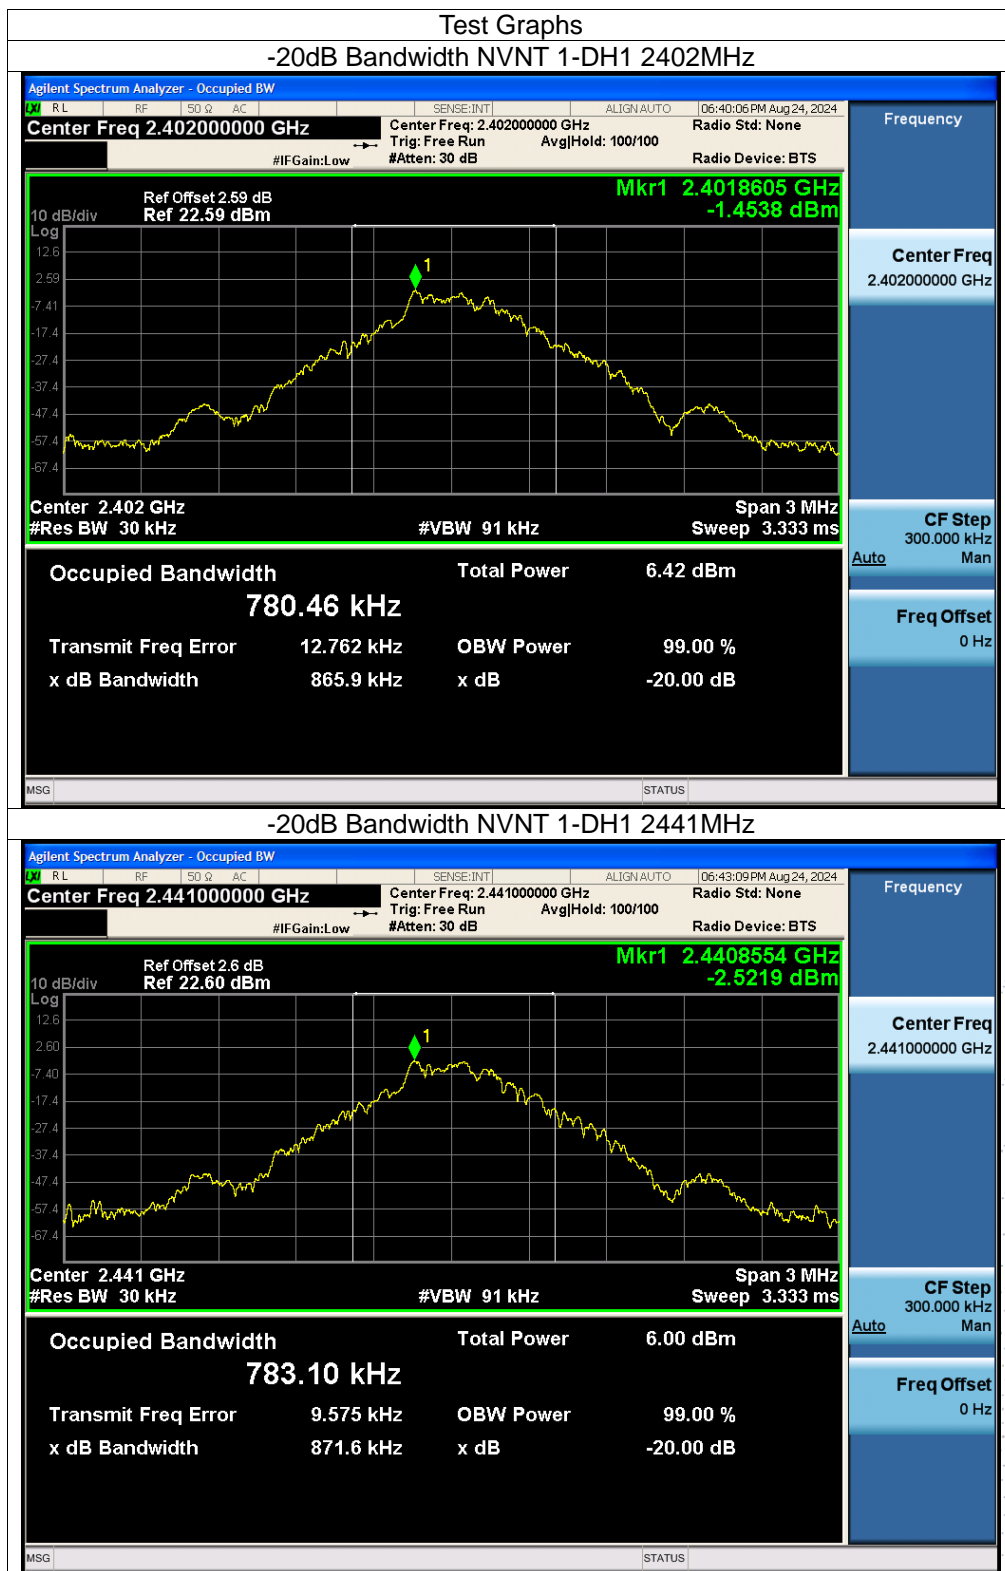 Test Graphs
-20dB Bandwidth NVNT 1-DH1 2402MHz
Agilent Spectrum Analyzer - Occupied BW
LXI RL RF 50 Ω AC SENSE:INT ALIGN AUTO 06:40:06 PM Aug 24, 2024
Center Freq 2.402000000 GHz Center Freq: 2.402000000 GHz Radio Std: None Frequency
Trig: Free Run Avg|Hold: 100/100
#IFGain:Low #Atten: 30 dB Radio Device: BTS
Mkr1 2.4018605 GHz
Ref Offset 2.59 dB
10 dB/div Ref 22.59 dBm -1.4538 dBm
Log
12.6
2.59
-7.41
-17.4
-27.4
-37.4
-47.4
-57.4
-67.4
1
Center Freq
2.402000000 GHz
Center 2.402 GHz Span 3 MHz
#Res BW 30 kHz #VBW 91 kHz Sweep 3.333 ms
CF Step
300.000 kHz
Auto Man
Occupied Bandwidth Total Power 6.42 dBm
780.46 kHz
Freq Offset
0 Hz
Transmit Freq Error 12.762 kHz OBW Power 99.00 %
x dB Bandwidth 865.9 kHz x dB -20.00 dB
MSG STATUS
-20dB Bandwidth NVNT 1-DH1 2441MHz
Agilent Spectrum Analyzer - Occupied BW
LXI RL RF 50 Ω AC SENSE:INT ALIGN AUTO 06:43:09 PM Aug 24, 2024
Center Freq 2.441000000 GHz Center Freq: 2.441000000 GHz Radio Std: None Frequency
Trig: Free Run Avg|Hold: 100/100
#IFGain:Low #Atten: 30 dB Radio Device: BTS
Mkr1 2.4408554 GHz
Ref Offset 2.6 dB
10 dB/div Ref 22.60 dBm -2.5219 dBm
Log
12.6
2.60
-7.40
-17.4
-27.4
-37.4
-47.4
-57.4
-67.4
1
Center Freq
2.441000000 GHz
Center 2.441 GHz Span 3 MHz
#Res BW 30 kHz #VBW 91 kHz Sweep 3.333 ms
CF Step
300.000 kHz
Auto Man
Occupied Bandwidth Total Power 6.00 dBm
783.10 kHz
Freq Offset
0 Hz
Transmit Freq Error 9.575 kHz OBW Power 99.00 %
x dB Bandwidth 871.6 kHz x dB -20.00 dB
MSG STATUS